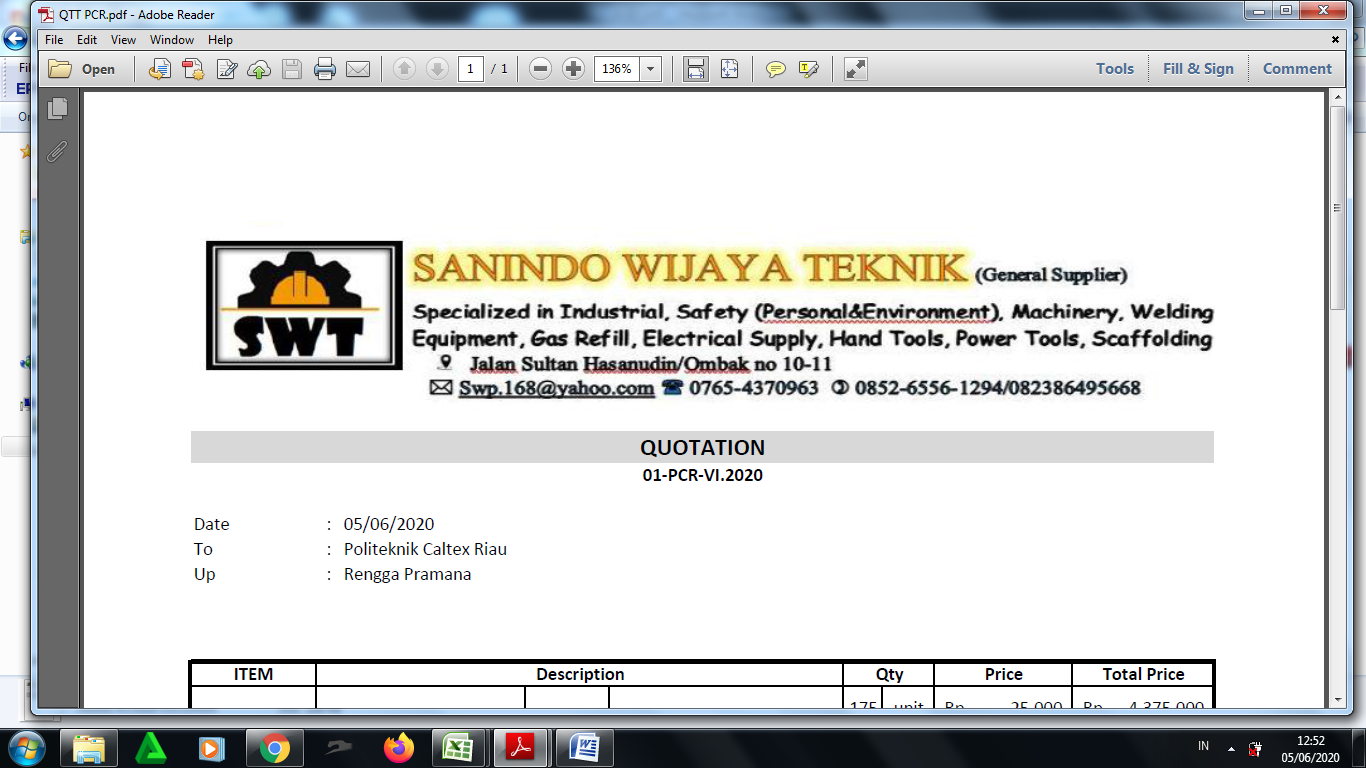 QTT PCR.pdf - Adobe Reader
File Edit View Window Help
Open 1 / 1 136% Tools Fill & Sign Comment
SWT
SANINDO WIJAYA TEKNIK (General Supplier)
Specialized in Industrial, Safety (Personal&Environment), Machinery, Welding
Equipment, Gas Refill, Electrical Supply, Hand Tools, Power Tools, Scaffolding
Jalan Sultan Hasanudin/Ombak no 10-11
Swp.168@yahoo.com 0765-4370963 0852-6556-1294/082386495668
QUOTATION
01-PCR-VI.2020
Date : 05/06/2020
To : Politeknik Caltex Riau
Up : Rengga Pramana
ITEM Description Qty Price Total Price
175 unit Rp 25.000 Rp 4.375.000
IN 12:52
05/06/2020